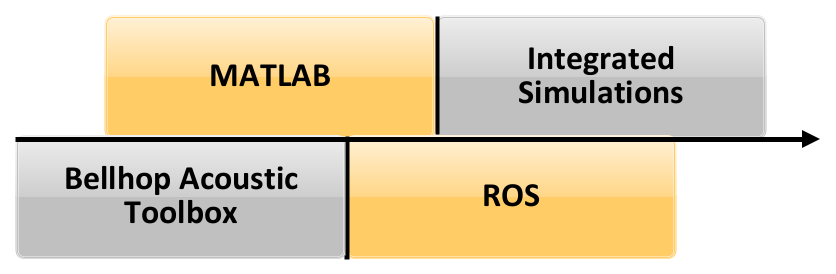 MATLAB
Integrated
Simulations
Bellhop Acoustic
Toolbox
ROS